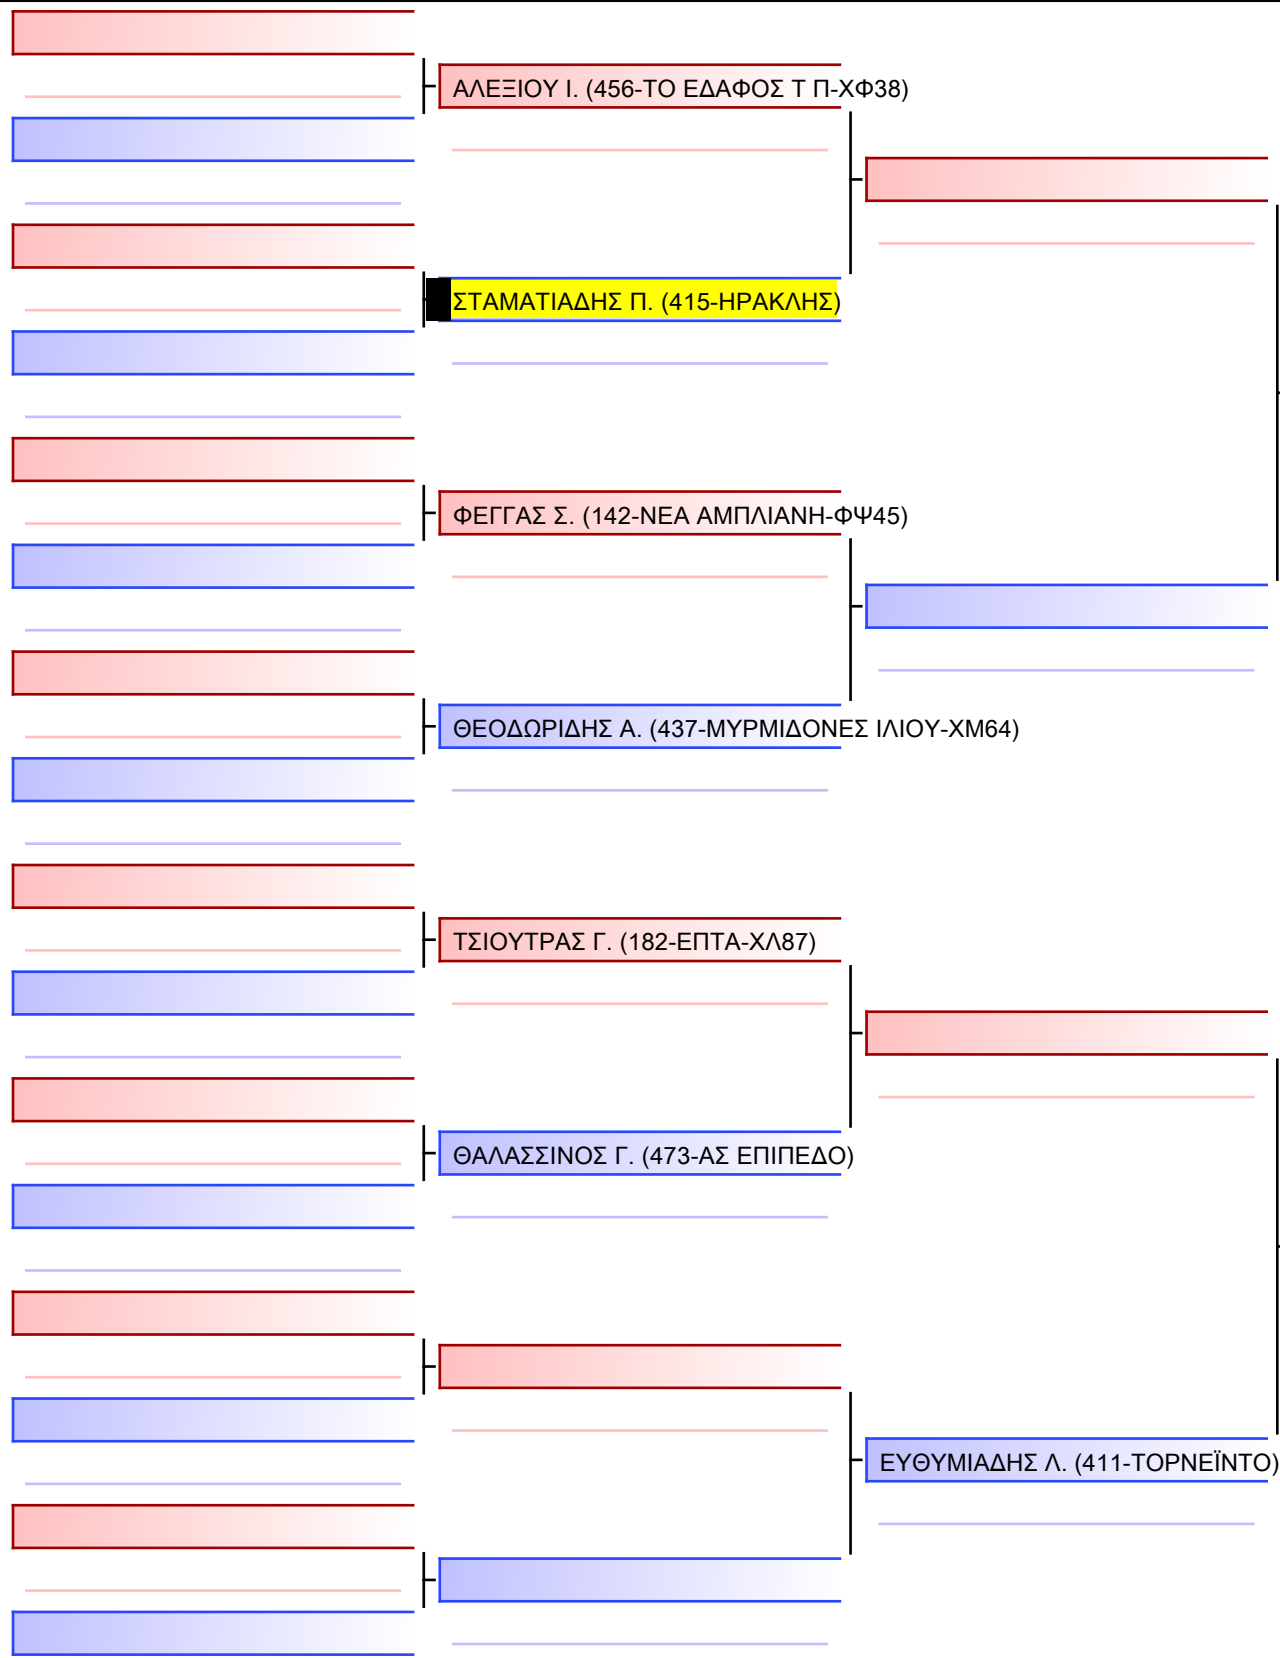 ΑΛΕΞΙΟΥ Ι. (456-ΤΟ ΕΔΑΦΟΣ Τ Π-ΧΦ38)
ΣΤΑΜΑΤΙΑΔΗΣ Π. (415-ΗΡΑΚΛΗΣ)
ΦΕΓΓΑΣ Σ. (142-ΝΕΑ ΑΜΠΛΙΑΝΗ-ΦΨ45)
ΘΕΟΔΩΡΙΔΗΣ Α. (437-ΜΥΡΜΙΔΟΝΕΣ ΙΛΙΟΥ-ΧΜ64)
ΤΣΙΟΥΤΡΑΣ Γ. (182-ΕΠΤΑ-ΧΛ87)
ΘΑΛΑΣΣΙΝΟΣ Γ. (473-ΑΣ ΕΠΙΠΕΔΟ)
ΕΥΘΥΜΙΑΔΗΣ Λ. (411-ΤΟΡΝΕΪΝΤΟ)